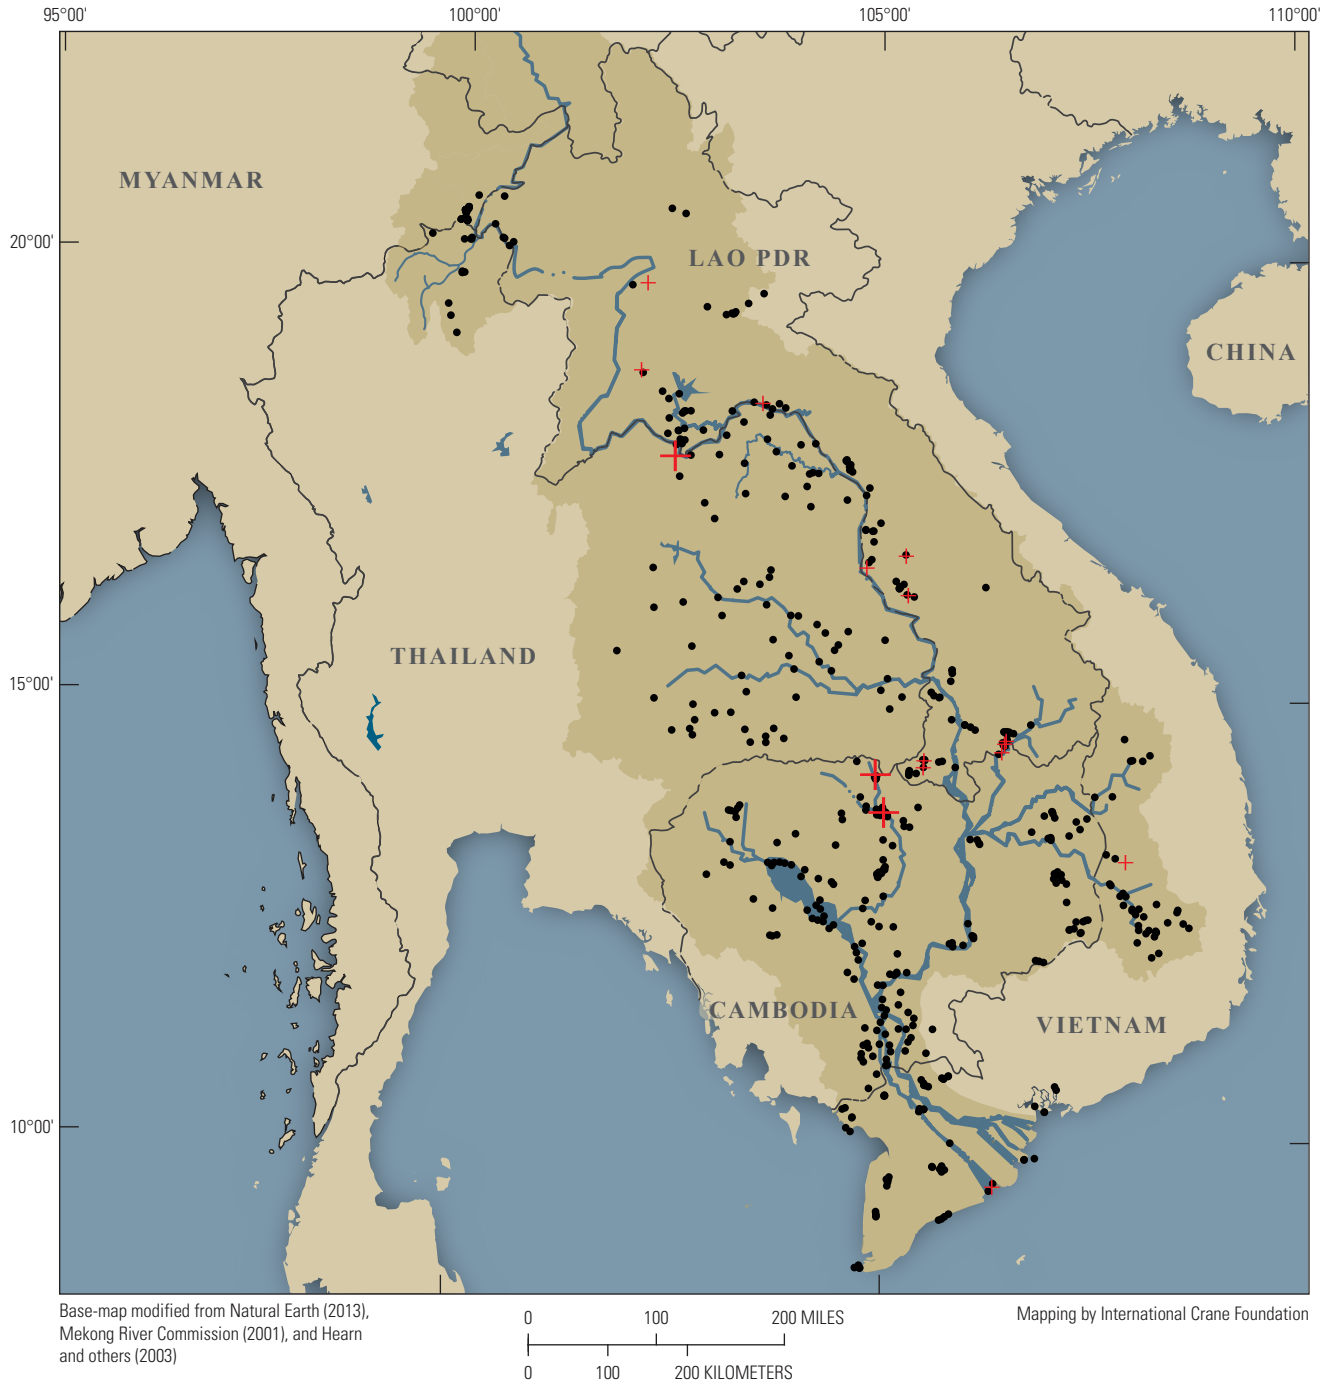 95°00'
100°00'
105°00'
110°00'
MYANMAR
20°00'
LAO PDR
CHINA
THAILAND
15°00'
CAMBODIA
VIETNAM
10°00'
Base-map modified from Natural Earth (2013),
Mekong River Commission (2001), and Hearn
and others (2003)
0 100 200 MILES
0 100 200 KILOMETERS
Mapping by International Crane Foundation